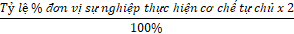 Tỷ lệ % đơn vị sự nghiệp thực hiện cơ chế tự chủ x 2
100%